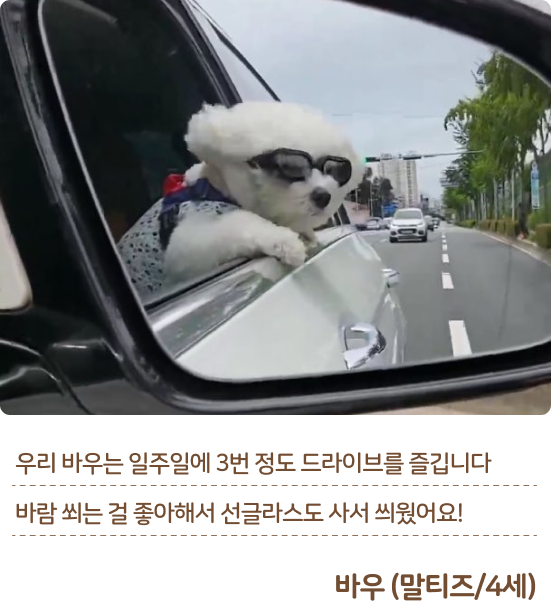 우리 바우는 일주일에 3번 정도 드라이브를 즐깁니다
바람 쐬는 걸 좋아해서 선글라스도 사서 씌웠어요!
바우 (말티즈/4세)